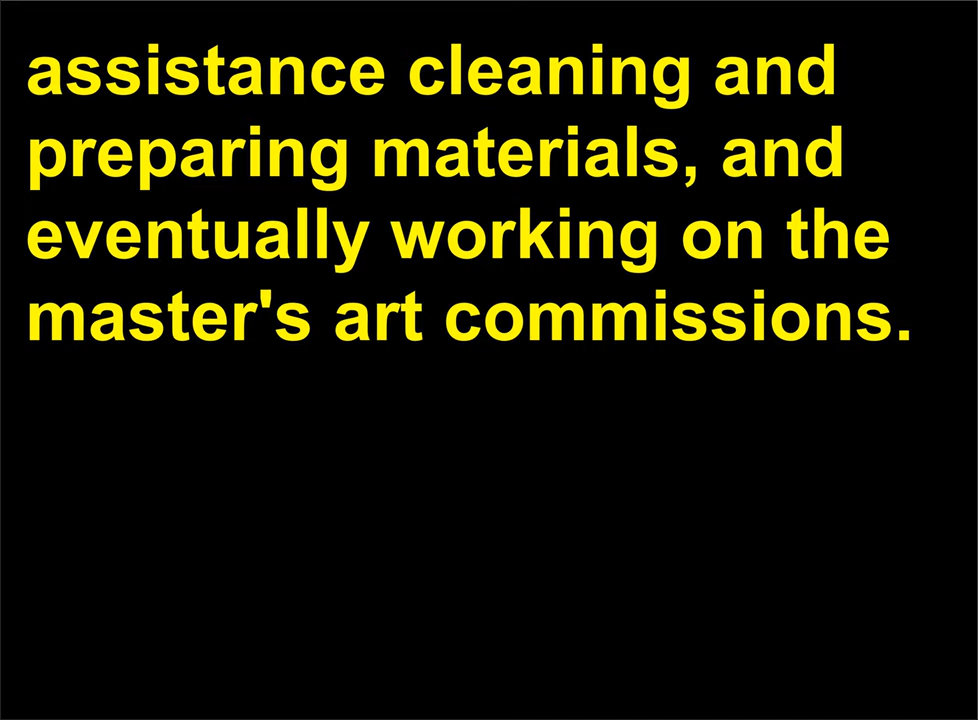 assistance cleaning and
preparing materials, and
eventually working on the
master's art commissions.